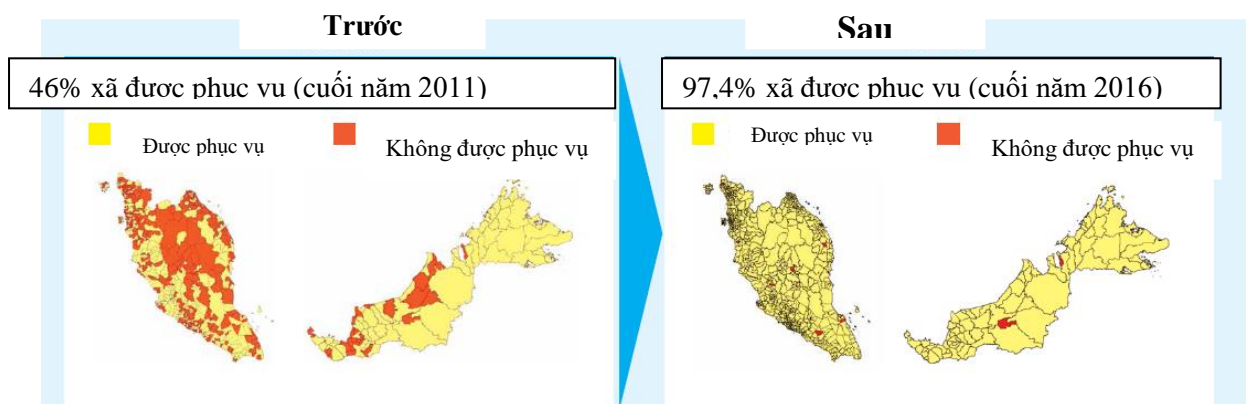 Trước
Sau
46% xã được phục vụ (cuối năm 2011)
97,4% xã được phục vụ (cuối năm 2016)
Được phục vụ
Không được phục vụ
Được phục vụ
Không được phục vụ